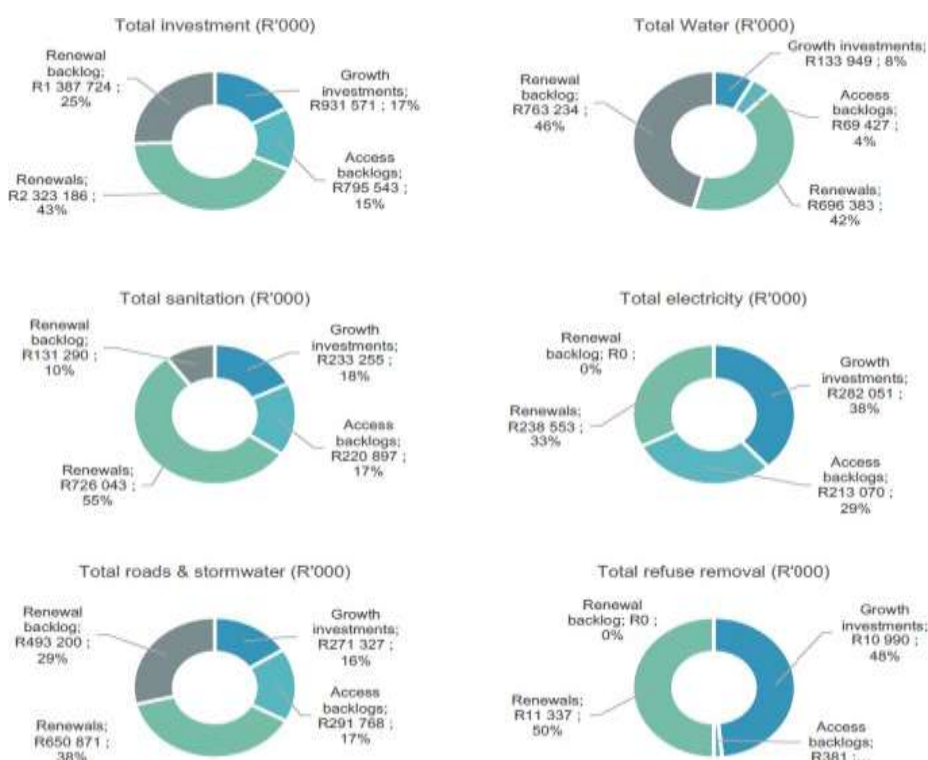 Total investment (R'000)
Renewal
backlog;
R1 387 724 ;
25%
Growth
investments;
R931 571 ; 17%
Access
backlogs;
R795 543 ;
15%
Renewals;
R2 323 186 ;
43%
Total Water (R'000)
Growth investments;
R133 949 ; 8%
Renewal
backlog;
R763 234 ;
46%
Access
backlogs;
R69 427 ;
4%
Renewals;
R696 383 ;
42%
Total sanitation (R'000)
Renewal
backlog;
R131 290 ;
10%
Growth
investments;
R233 255 ;
18%
Access
backlogs;
R220 897 ;
17%
Renewals;
R726 043 ;
55%
Total electricity (R'000)
Renewal
backlog; R0 ;
0%
Growth
investments;
R282 051 ;
38%
Renewals;
R238 553 ;
33%
Access
backlogs;
R213 070 ;
29%
Total roads & stormwater (R'000)
Renewal
backlog;
R493 200 ;
29%
Growth
investments;
R271 327 ;
16%
Access
backlogs;
R291 768 ;
17%
Renewals;
R650 871 ;
38%
Total refuse removal (R'000)
Renewal
backlog; R0 ;
0%
Growth
investments;
R10 990 ;
48%
Renewals;
R11 337 ;
50%
Access
backlogs;
R381 ;...